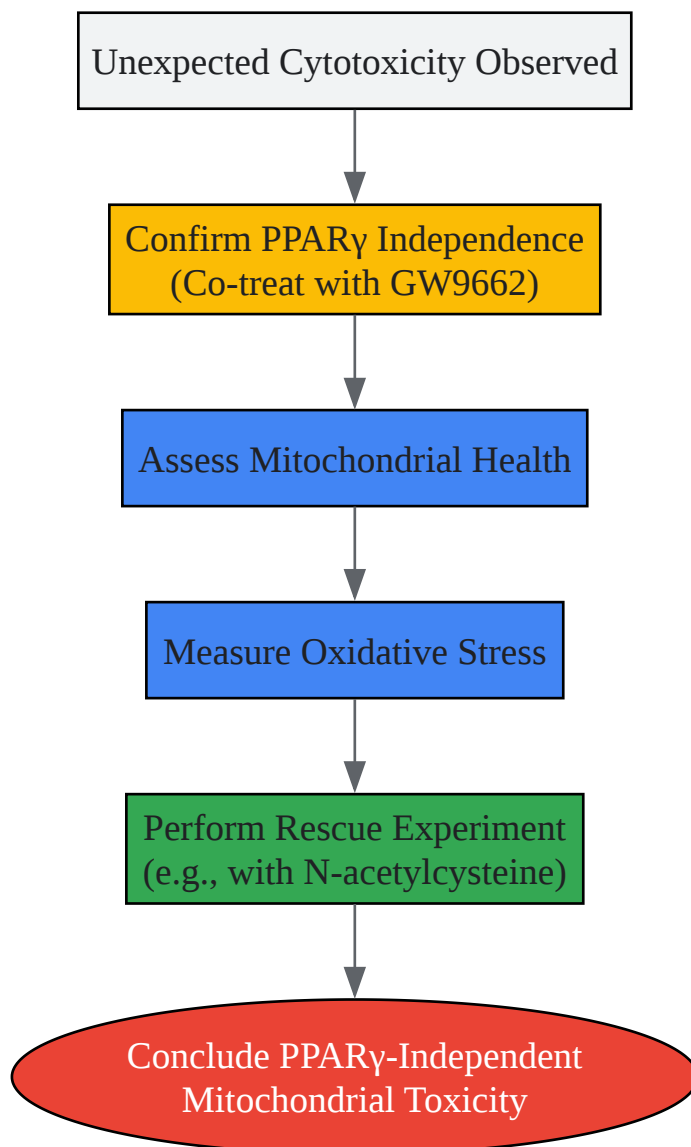 Unexpected Cytotoxicity Observed
Confirm PPARγ Independence
(Co-treat with GW9662)
Assess Mitochondrial Health
Measure Oxidative Stress
Perform Rescue Experiment
(e.g., with N-acetylcysteine)
Conclude PPARγ-Independent
Mitochondrial Toxicity